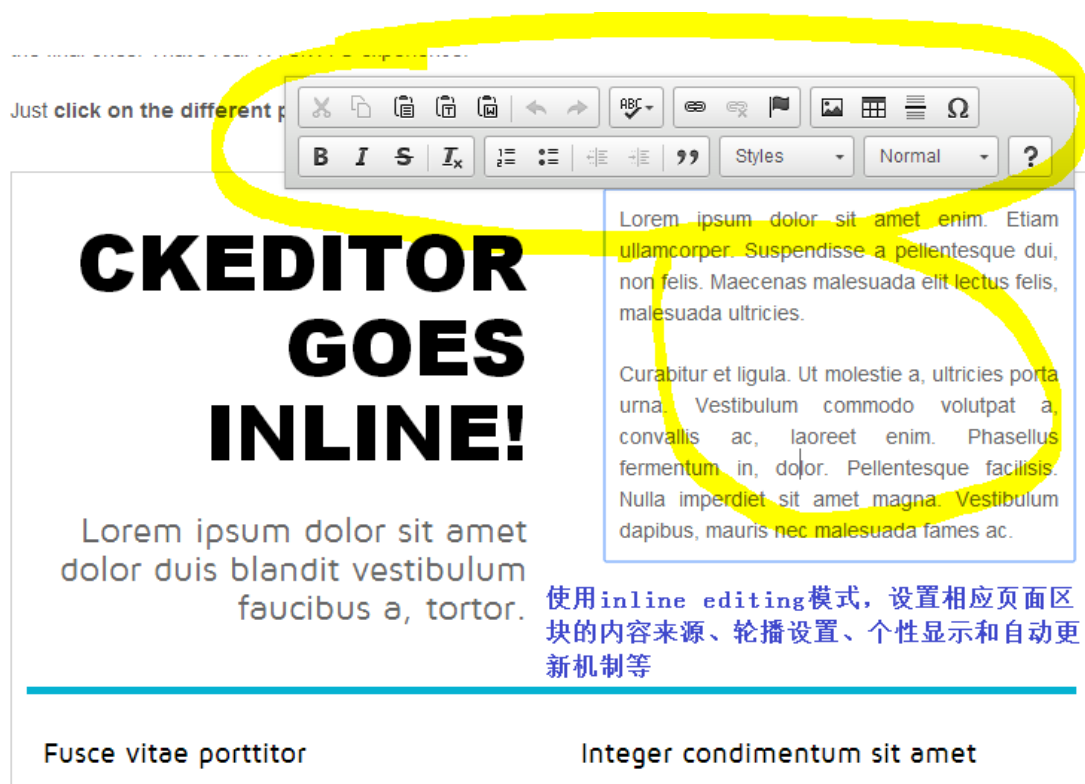 Just click on the different p
ABC
B I S Tx Styles Normal ?
CKEDITOR
GOES
INLINE!
Lorem ipsum dolor sit amet
dolor duis blandit vestibulum
faucibus a, tortor.
Lorem ipsum dolor sit amet enim. Etiam
ullamcorper. Suspendisse a pellentesque dui,
non felis. Maecenas malesuada elit lectus felis,
malesuada ultricies.
Curabitur et ligula. Ut molestie a, ultricies porta
urna. Vestibulum commodo volutpat a,
convallis ac, laoreet enim. Phasellus
fermentum in, dolor. Pellentesque facilisis.
Nulla imperdiet sit amet magna. Vestibulum
dapibus, mauris nec malesuada fames ac.
使用inline editing模式，设置相应页面区
块的内容来源、轮播设置、个性显示和自动更
新机制等
Fusce vitae porttitor
Integer condimentum sit amet